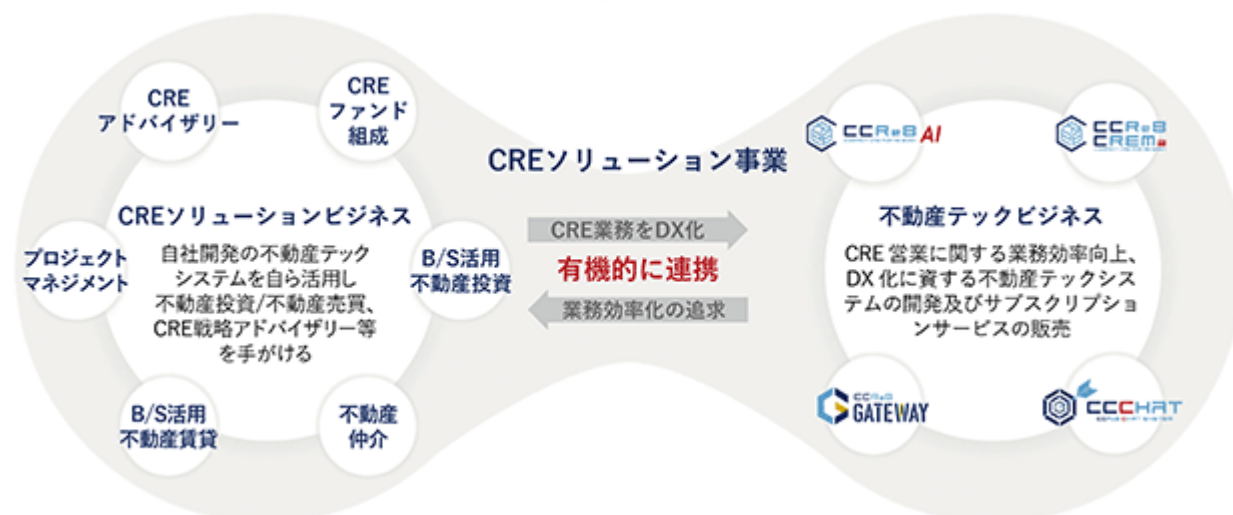 CRE
アドバイザリー
CRE
ファンド
組成
プロジェクト
マネジメント
CREソリューションビジネス
自社開発の不動産テック
システムを自ら活用し
不動産投資/不動産売買、
CRE戦略アドバイザリー等
を手がける
B/S活用
不動産投資
B/S活用
不動産賃貸
不動産
仲介
CREソリューション事業
CRE業務をDX化
有機的に連携
業務効率化の追求
CCReB AI
CCReB
CREMa
不動産テックビジネス
CRE 営業に関する業務効率向上、
DX 化に資する不動産テックシス
テムの開発及びサブスクリプショ
ンサービスの販売
CCReB
GATEWAY
CCCHAT